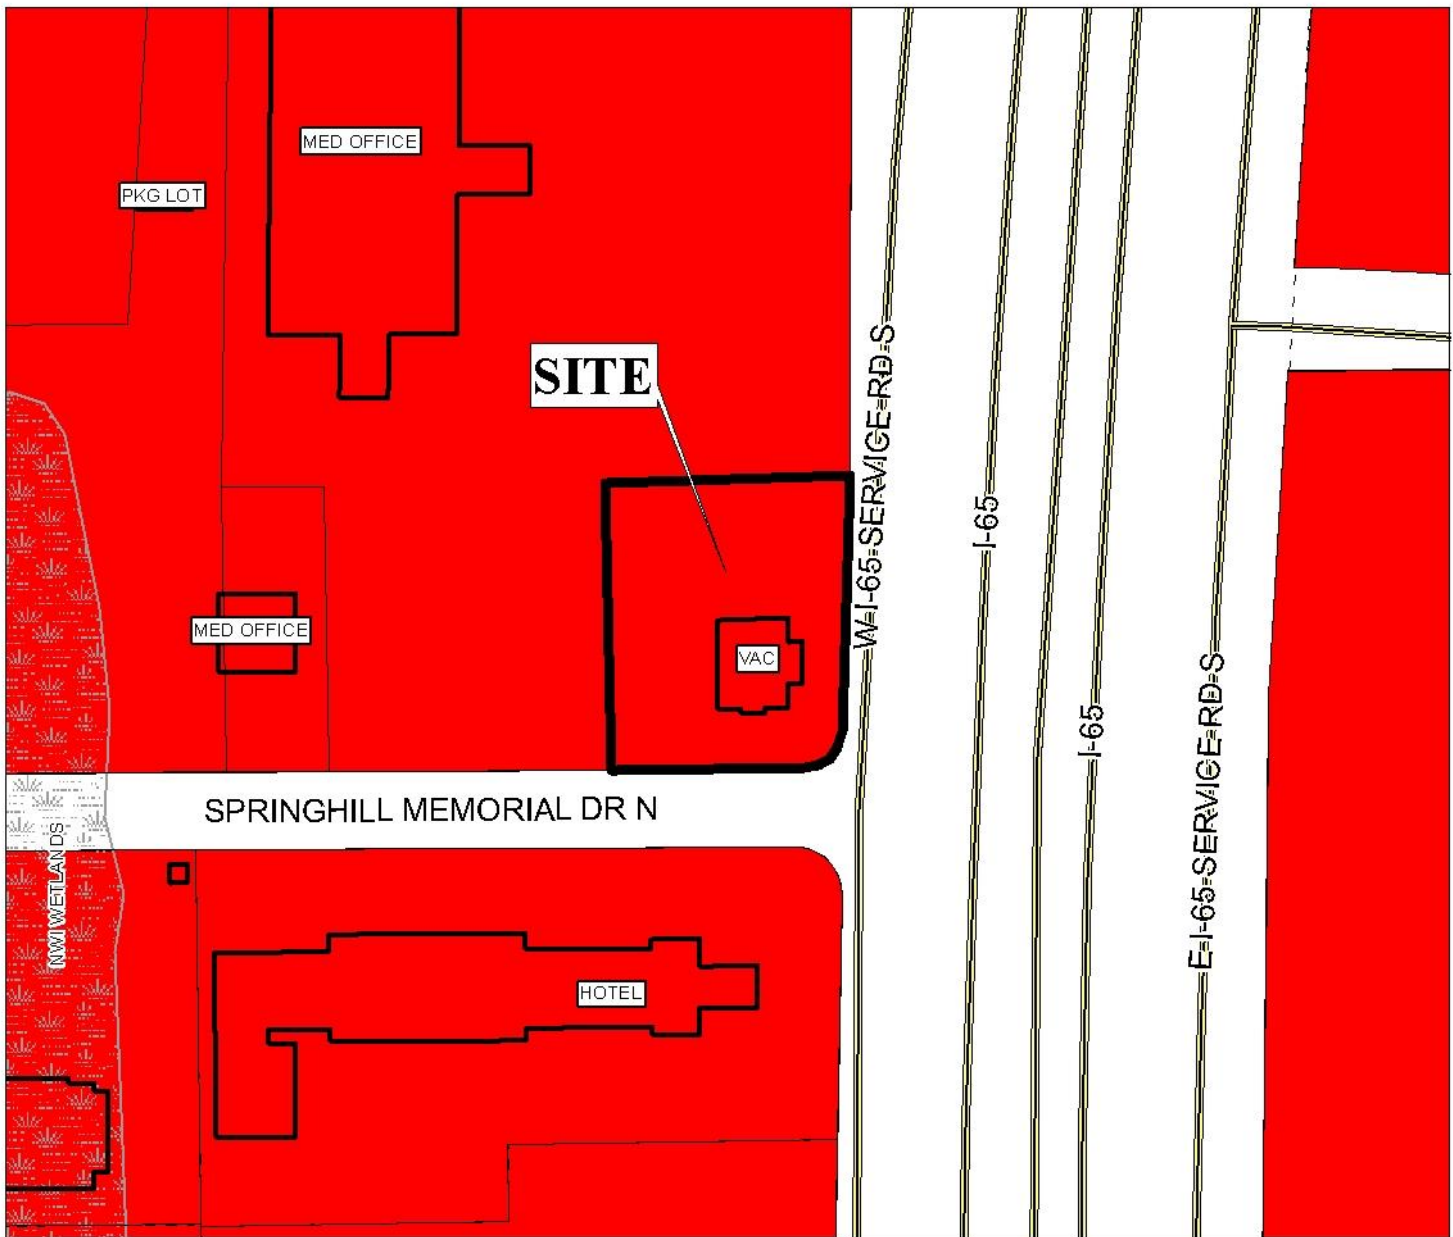 MED OFFICE
PKG LOT
SITE
W-I-65-SERVICE-RD-S
I-65
MED OFFICE
VAC
I-65
E-I-65-SERVICE-RD-S
SPRINGHILL MEMORIAL DR N
NWI WETLANDS
HOTEL